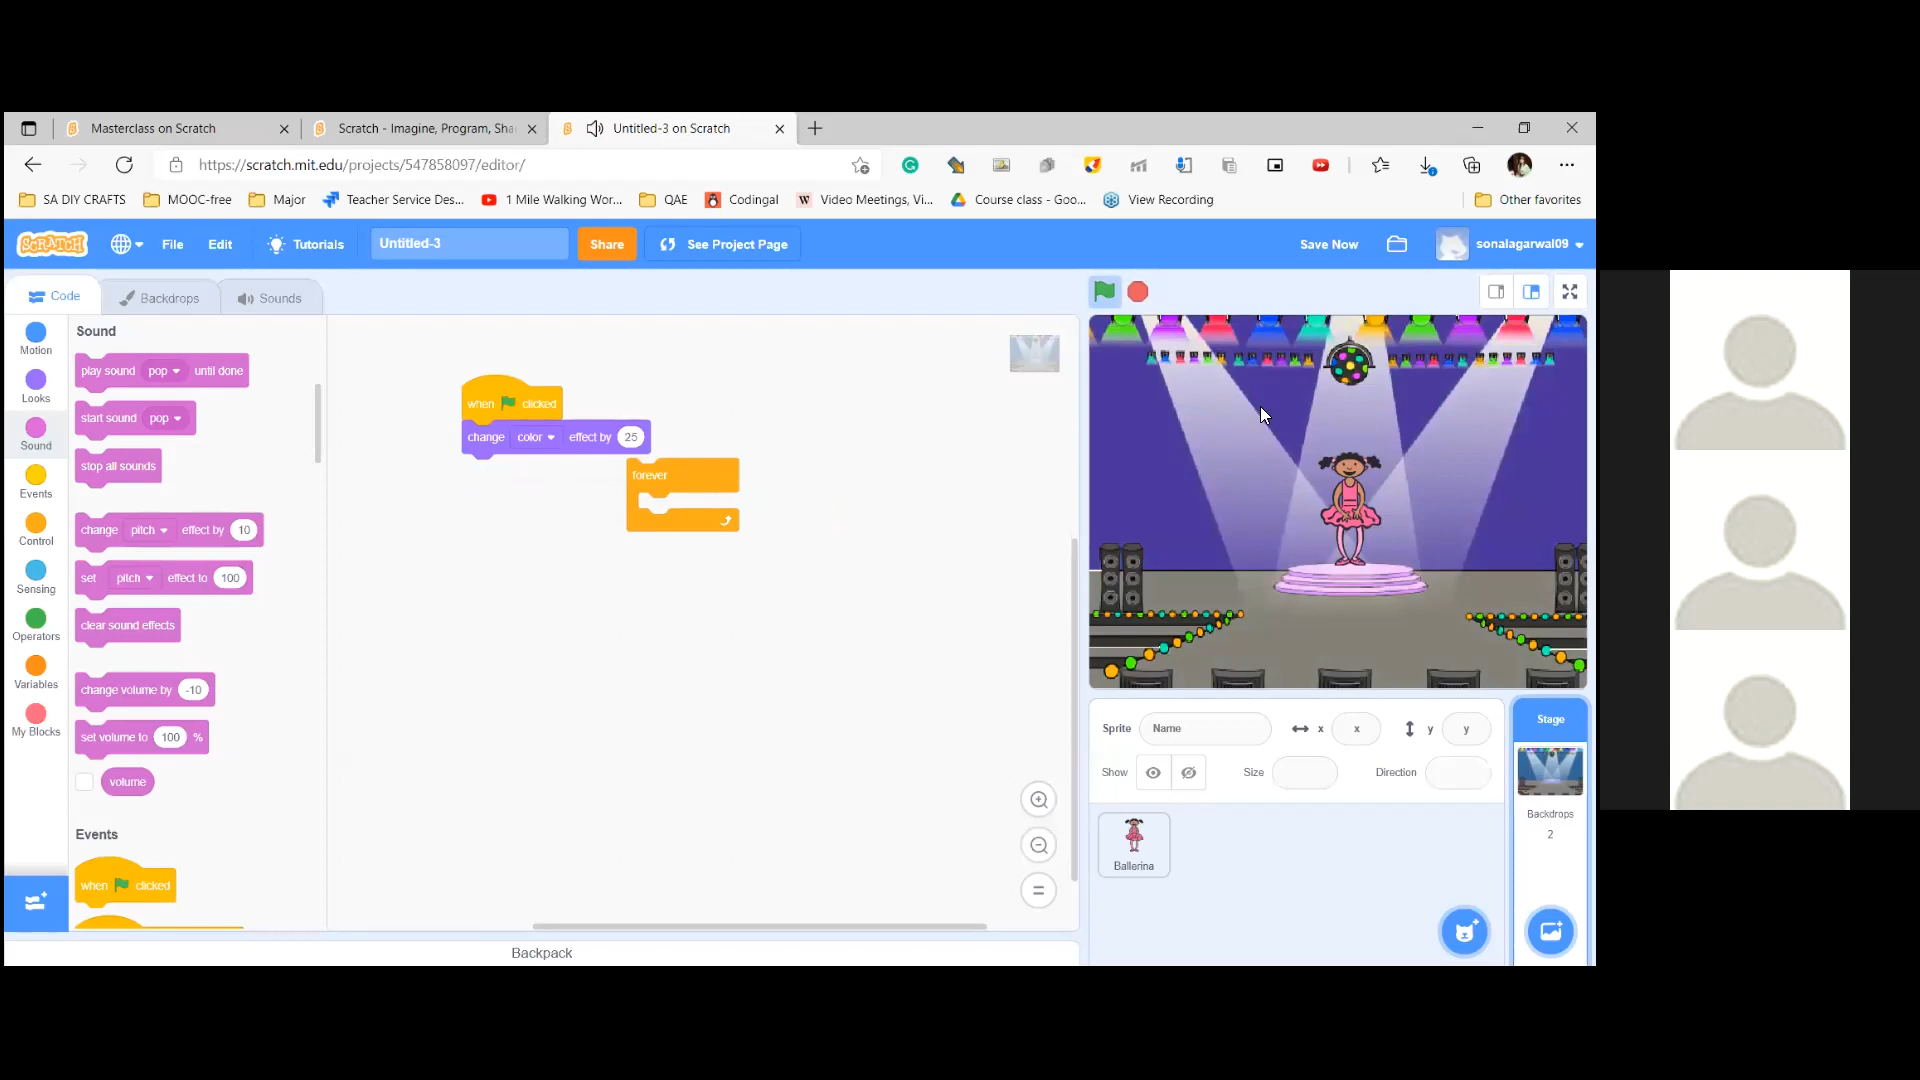 Masterclass on Scratch
Scratch - Imagine, Program, Sha
Untitled-3 on Scratch
https://scratch.mit.edu/projects/547858097/editor/
SA DIY CRAFTS
MOOC-free
Major
Teacher Service Des...
1 Mile Walking Wor...
QAE
Codingal
W
Video Meetings, Vi...
Course class - Goo...
View Recording
Other favorites
SCRATCH
File
Edit
Tutorials
Untitled-3
Share
See Project Page
Save Now
sonalagarwal09
Code
Backdrops
Sounds
Motion
Looks
Sound
Events
Control
Sensing
Operators
Variables
My Blocks
Sound
play sound pop until done
start sound pop
stop all sounds
change pitch effect by 10
set pitch effect to 100
clear sound effects
change volume by -10
set volume to 100 %
volume
Events
when clicked
when clicked
change color effect by 25
forever
Backpack
Sprite Name x x y y
Show Size Direction
Ballerina
Stage
Backdrops
2